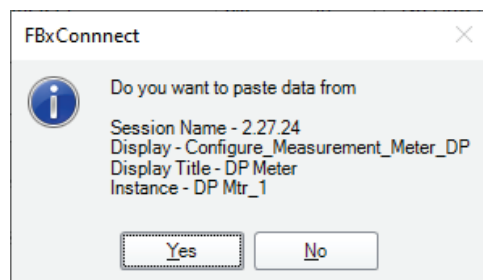 FBxConnnect
Do you want to paste data from
Session Name - 2.27.24
Display - Configure_Measurement_Meter_DP
Display Title - DP Meter
Instance - DP Mtr_1
Yes
No